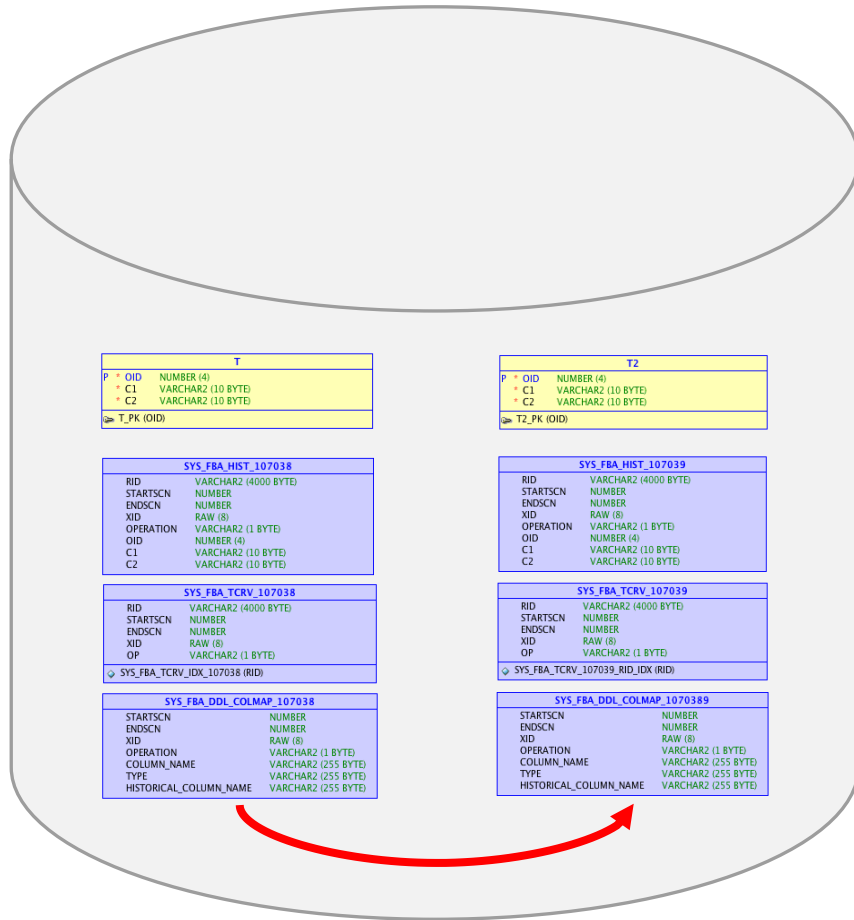 T
P * OID NUMBER (4)
* C1 VARCHAR2 (10 BYTE)
* C2 VARCHAR2 (10 BYTE)
T_PK (OID)
SYS_FBA_HIST_107038
RID VARCHAR2 (4000 BYTE)
STARTSCN NUMBER
ENDSCN NUMBER
XID RAW (8)
OPERATION VARCHAR2 (1 BYTE)
OID NUMBER (4)
C1 VARCHAR2 (10 BYTE)
C2 VARCHAR2 (10 BYTE)
SYS_FBA_TCRV_107038
RID VARCHAR2 (4000 BYTE)
STARTSCN NUMBER
ENDSCN NUMBER
XID RAW (8)
OP VARCHAR2 (1 BYTE)
SYS_FBA_TCRV_IDX_107038 (RID)
SYS_FBA_DDL_COLMAP_107038
STARTSCN NUMBER
ENDSCN NUMBER
XID RAW (8)
OPERATION VARCHAR2 (1 BYTE)
COLUMN_NAME VARCHAR2 (255 BYTE)
TYPE VARCHAR2 (255 BYTE)
HISTORICAL_COLUMN_NAME VARCHAR2 (255 BYTE)
T2
P * OID NUMBER (4)
* C1 VARCHAR2 (10 BYTE)
* C2 VARCHAR2 (10 BYTE)
T2_PK (OID)
SYS_FBA_HIST_107039
RID VARCHAR2 (4000 BYTE)
STARTSCN NUMBER
ENDSCN NUMBER
XID RAW (8)
OPERATION VARCHAR2 (1 BYTE)
OID NUMBER (4)
C1 VARCHAR2 (10 BYTE)
C2 VARCHAR2 (10 BYTE)
SYS_FBA_TCRV_107039
RID VARCHAR2 (4000 BYTE)
STARTSCN NUMBER
ENDSCN NUMBER
XID RAW (8)
OP VARCHAR2 (1 BYTE)
SYS_FBA_TCRV_107039_RID_IDX (RID)
SYS_FBA_DDL_COLMAP_1070389
STARTSCN NUMBER
ENDSCN NUMBER
XID RAW (8)
OPERATION VARCHAR2 (1 BYTE)
COLUMN_NAME VARCHAR2 (255 BYTE)
TYPE VARCHAR2 (255 BYTE)
HISTORICAL_COLUMN_NAME VARCHAR2 (255 BYTE)